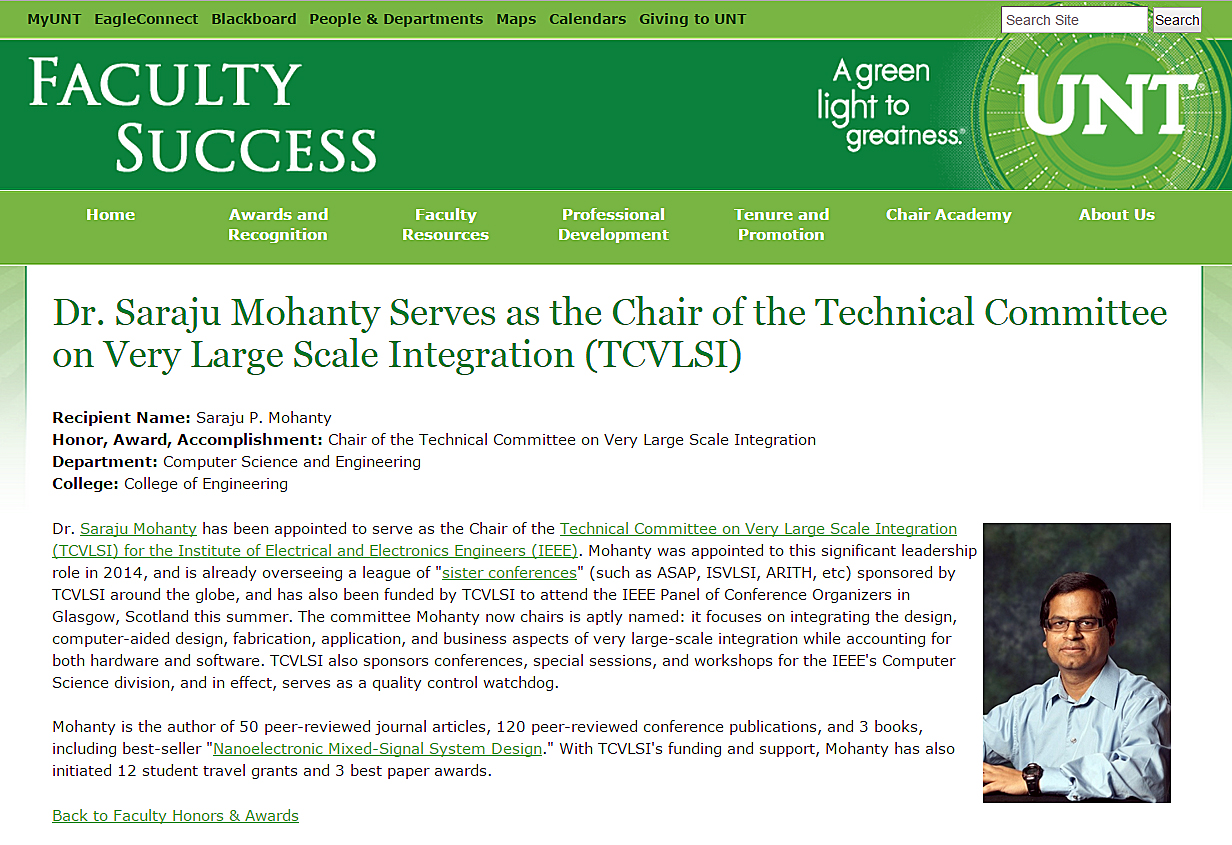 MyUNT EagleConnect Blackboard People & Departments Maps Calendars Giving to UNT
Search Site Search
FACULTY
SUCCESS
A green
light to
greatness.®
UNT®
Home
Awards and
Recognition
Faculty
Resources
Professional
Development
Tenure and
Promotion
Chair Academy
About Us
Dr. Saraju Mohanty Serves as the Chair of the Technical Committee
on Very Large Scale Integration (TCVLSI)
Recipient Name: Saraju P. Mohanty
Honor, Award, Accomplishment: Chair of the Technical Committee on Very Large Scale Integration
Department: Computer Science and Engineering
College: College of Engineering
Dr. Saraju Mohanty has been appointed to serve as the Chair of the Technical Committee on Very Large Scale Integration
(TCVLSI) for the Institute of Electrical and Electronics Engineers (IEEE). Mohanty was appointed to this significant leadership
role in 2014, and is already overseeing a league of "sister conferences" (such as ASAP, ISVLSI, ARITH, etc) sponsored by
TCVLSI around the globe, and has also been funded by TCVLSI to attend the IEEE Panel of Conference Organizers in
Glasgow, Scotland this summer. The committee Mohanty now chairs is aptly named: it focuses on integrating the design,
computer-aided design, fabrication, application, and business aspects of very large-scale integration while accounting for
both hardware and software. TCVLSI also sponsors conferences, special sessions, and workshops for the IEEE's Computer
Science division, and in effect, serves as a quality control watchdog.
Mohanty is the author of 50 peer-reviewed journal articles, 120 peer-reviewed conference publications, and 3 books,
including best-seller "Nanoelectronic Mixed-Signal System Design." With TCVLSI's funding and support, Mohanty has also
initiated 12 student travel grants and 3 best paper awards.
Back to Faculty Honors & Awards